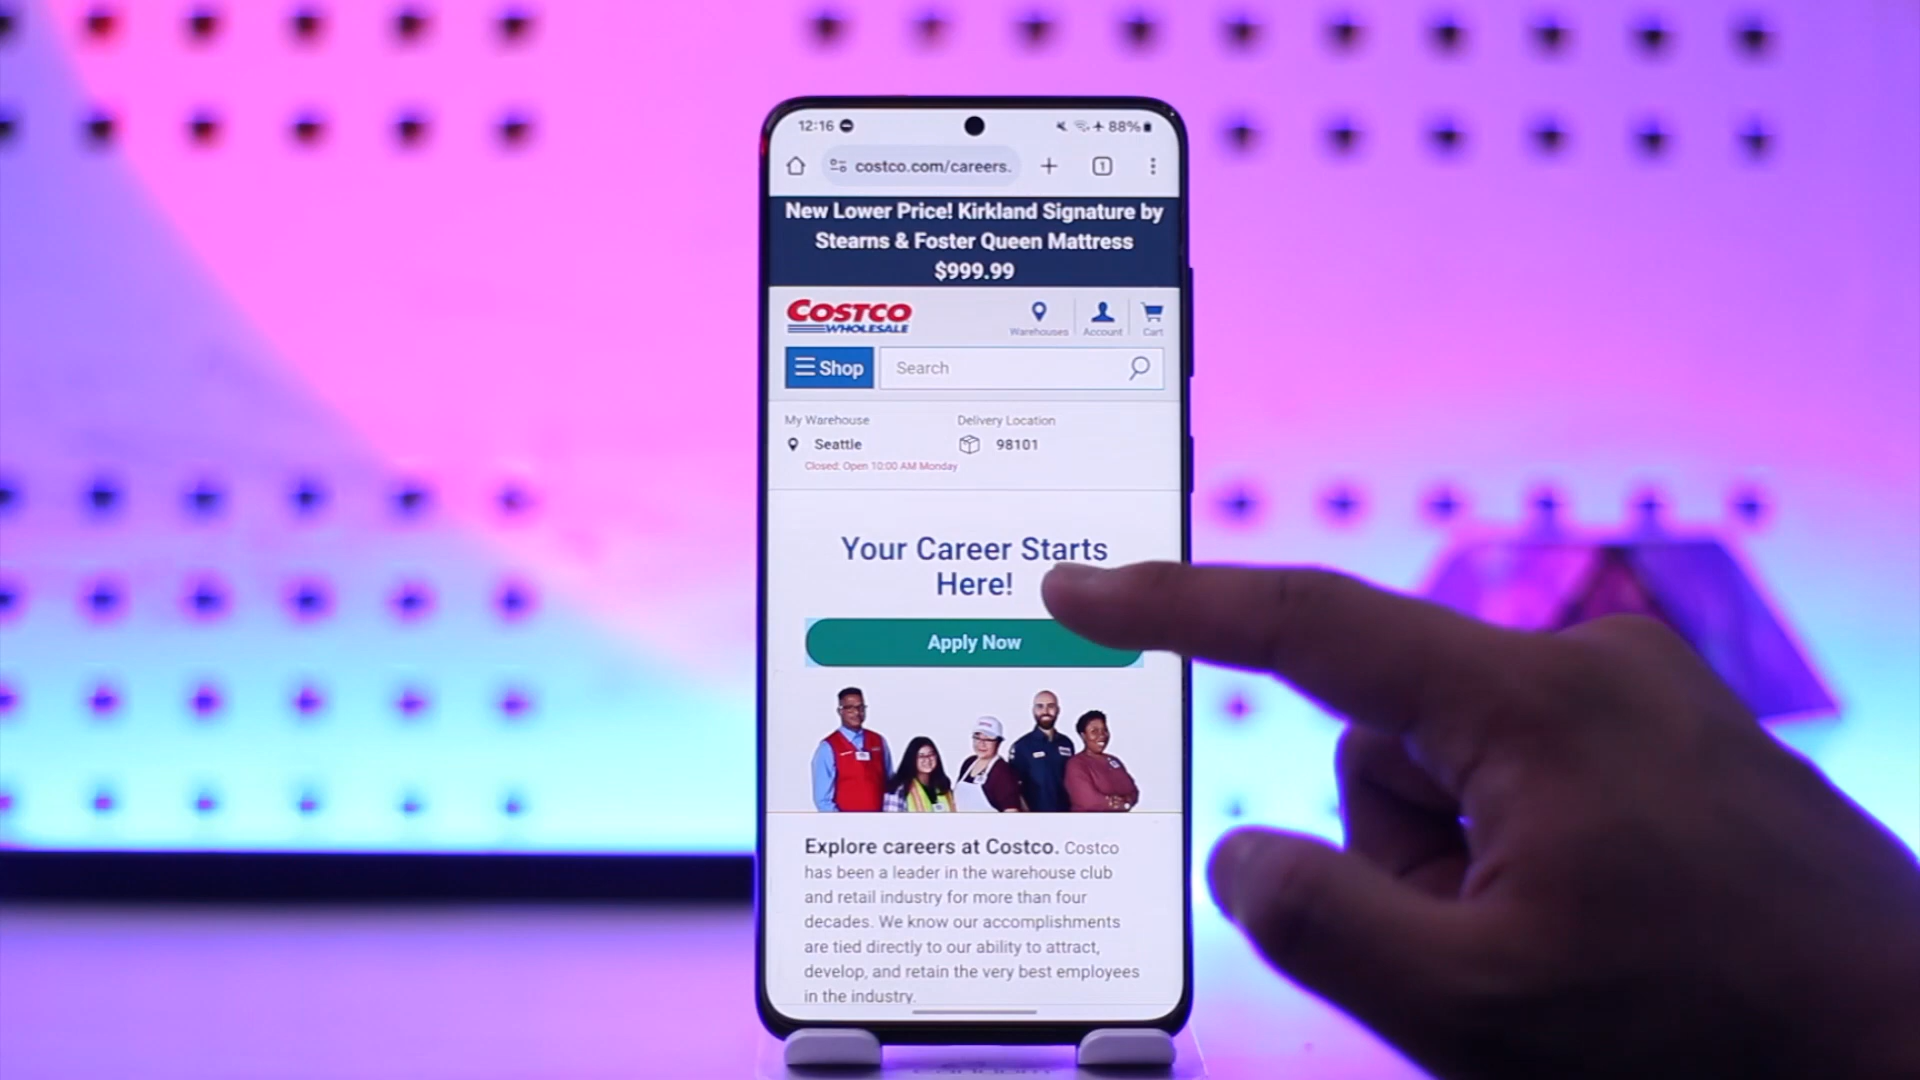 12:16
88%
costco.com/careers.
1
New Lower Price! Kirkland Signature by
Stearns & Foster Queen Mattress
$999.99
COSTCO
WHOLESALE
Warehouses
Account
Cart
Shop
Search
My Warehouse
Delivery Location
Seattle
98101
Closed; Open 10:00 AM Monday
Your Career Starts
Here!
Apply Now
Explore careers at Costco. Costco
has been a leader in the warehouse club
and retail industry for more than four
decades. We know our accomplishments
are tied directly to our ability to attract,
develop, and retain the very best employees
in the industry.